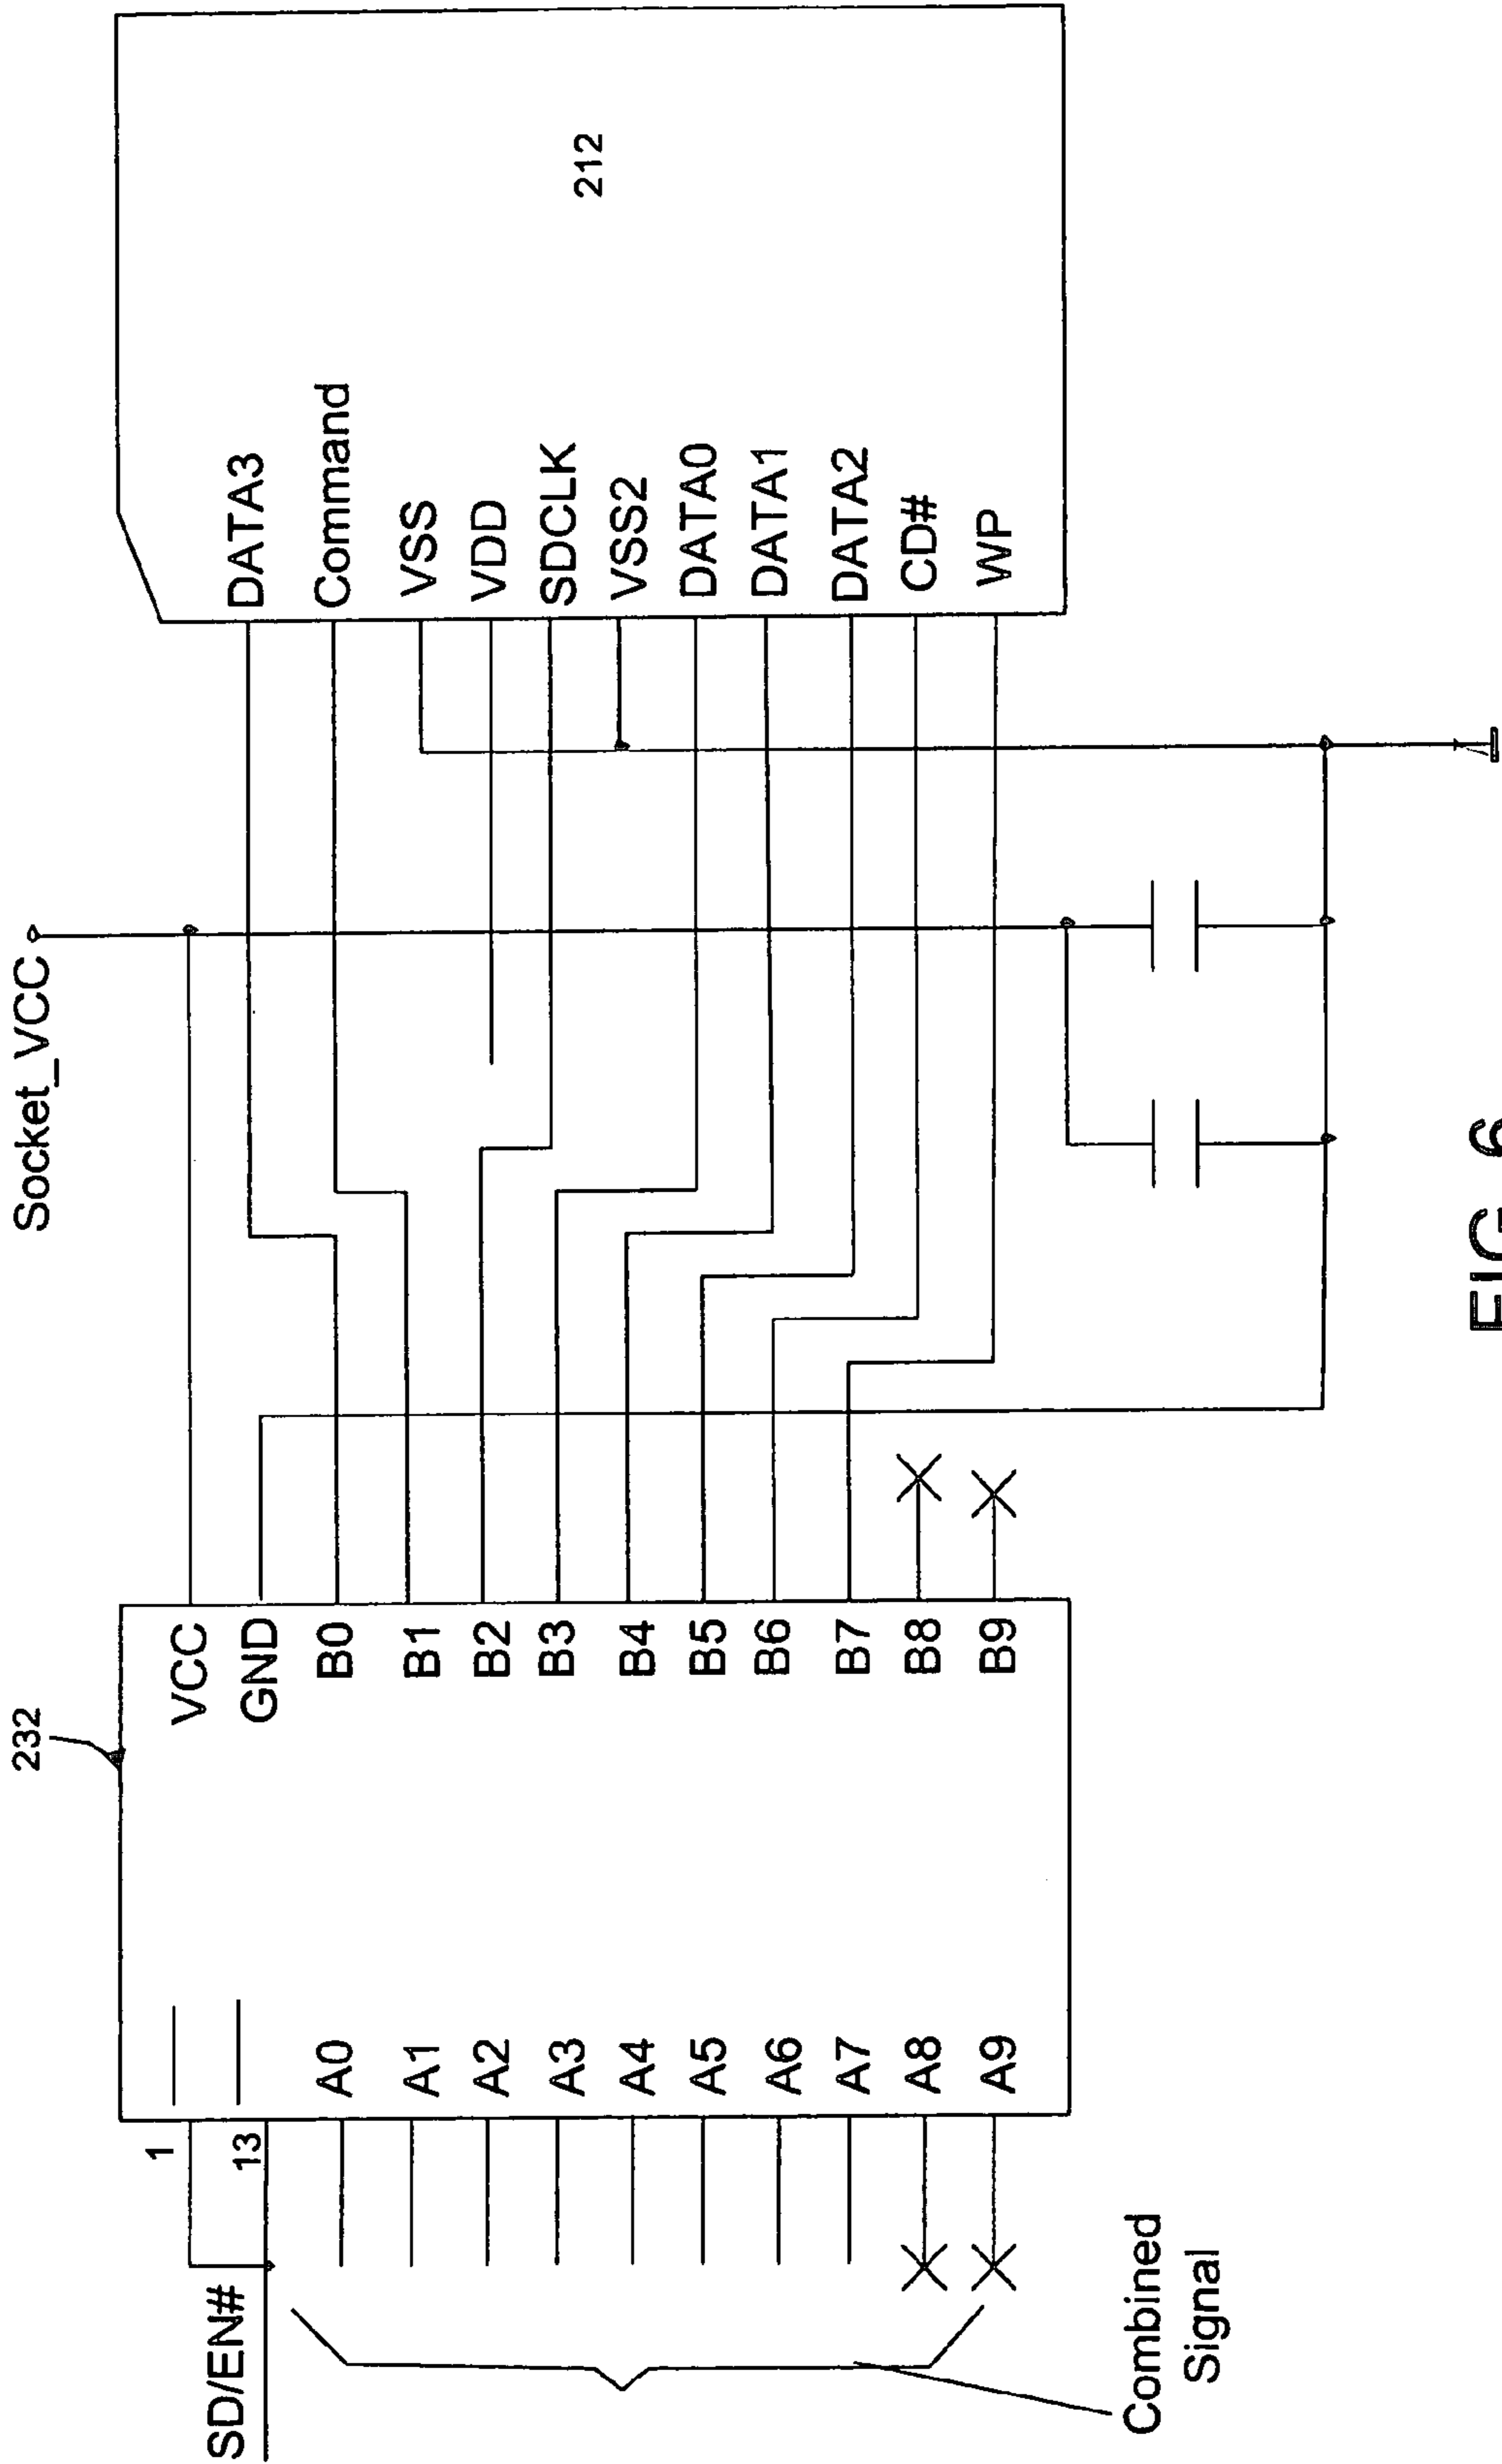 Socket_VCC
232
SD/EN#
1
13
A0
A1
A2
A3
A4
A5
A6
A7
A8
A9
VCC
GND
B0
B1
B2
B3
B4
B5
B6
B7
B8
B9
DATA3
Command
VSS
VDD
SDCLK
VSS2
DATA0
DATA1
DATA2
CD#
WP
212
Combined
Signal
FIG. 6